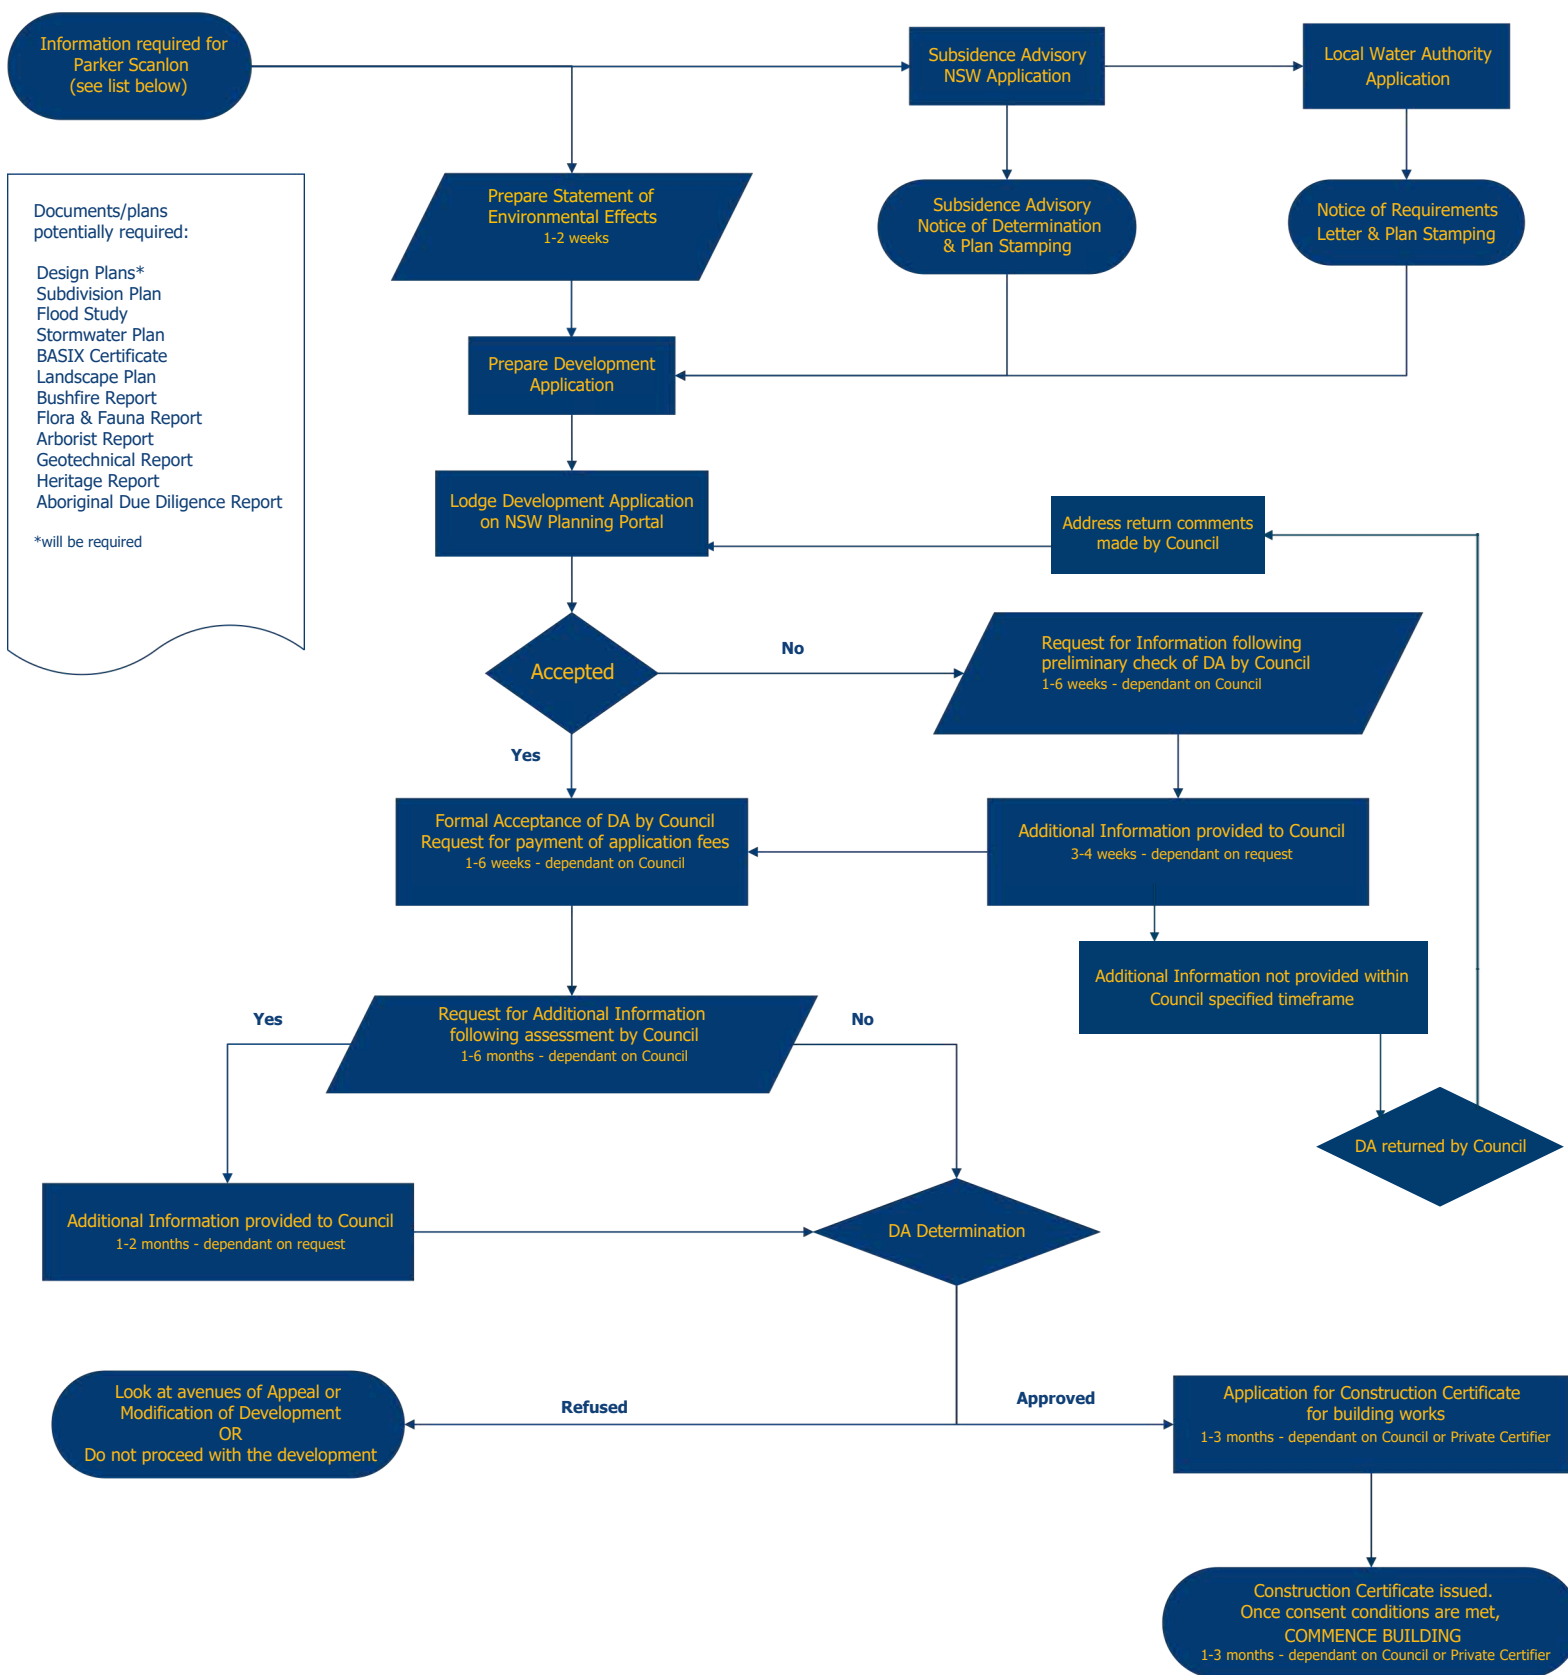 Information required for
Parker Scanlon
(see list below)
Subsidence Advisory
NSW Application
Local Water Authority
Application
Documents/plans
potentially required:
Design Plans*
Subdivision Plan
Flood Study
Stormwater Plan
BASIX Certificate
Landscape Plan
Bushfire Report
Flora & Fauna Report
Arborist Report
Geotechnical Report
Heritage Report
Aboriginal Due Diligence Report
*will be required
Prepare Statement of
Environmental Effects
1-2 weeks
Subsidence Advisory
Notice of Determination
& Plan Stamping
Notice of Requirements
Letter & Plan Stamping
Prepare Development
Application
Lodge Development Application
on NSW Planning Portal
Address return comments
made by Council
Accepted
No
Request for Information following
preliminary check of DA by Council
1-6 weeks - dependant on Council
Yes
Formal Acceptance of DA by Council
Request for payment of application fees
1-6 weeks - dependant on Council
Additional Information provided to Council
3-4 weeks - dependant on request
Additional Information not provided within
Council specified timeframe
Yes
Request for Additional Information
following assessment by Council
1-6 months - dependant on Council
No
DA returned by Council
Additional Information provided to Council
1-2 months - dependant on request
DA Determination
Look at avenues of Appeal or
Modification of Development
OR
Do not proceed with the development
Refused
Approved
Application for Construction Certificate
for building works
1-3 months - dependant on Council or Private Certifier
Construction Certificate issued.
Once consent conditions are met,
COMMENCE BUILDING
1-3 months - dependant on Council or Private Certifier